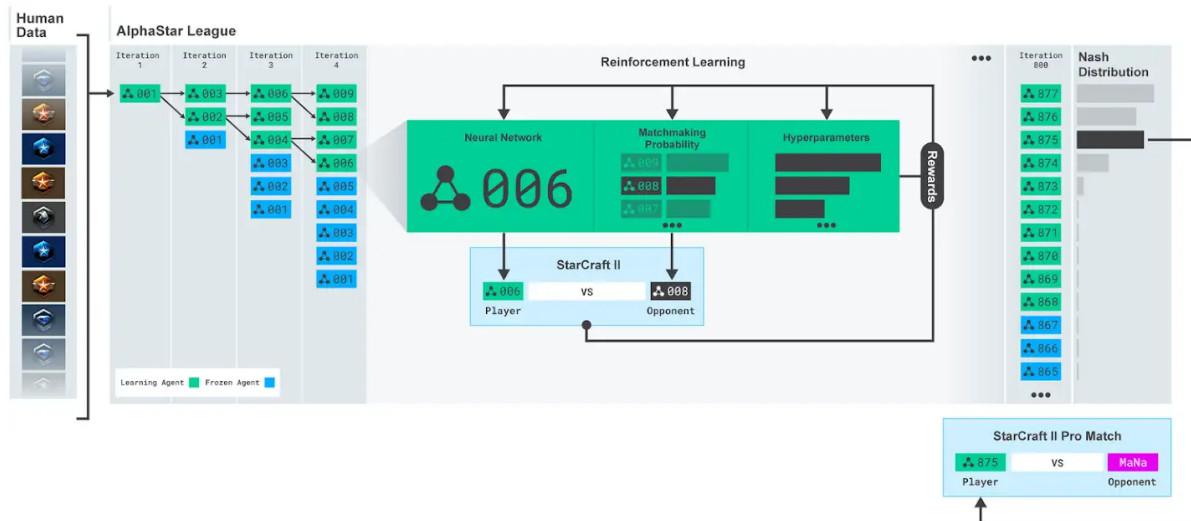 Human
Data
AlphaStar League
Iteration
1
Iteration
2
Iteration
3
Iteration
4
Reinforcement Learning
•••
Iteration
800
Nash
Distribution
001
003
006
009
002
005
008
001
004
007
003
006
002
005
001
004
003
002
001
Neural Network
006
Matchmaking
Probability
009
008
007
•••
Hyperparameters
•••
Rewards
StarCraft II
006
vs
008
Player
Opponent
Learning Agent
Frozen Agent
877
876
875
874
873
872
871
870
869
868
867
866
865
•••
StarCraft II Pro Match
875
vs
MaNa
Player
Opponent